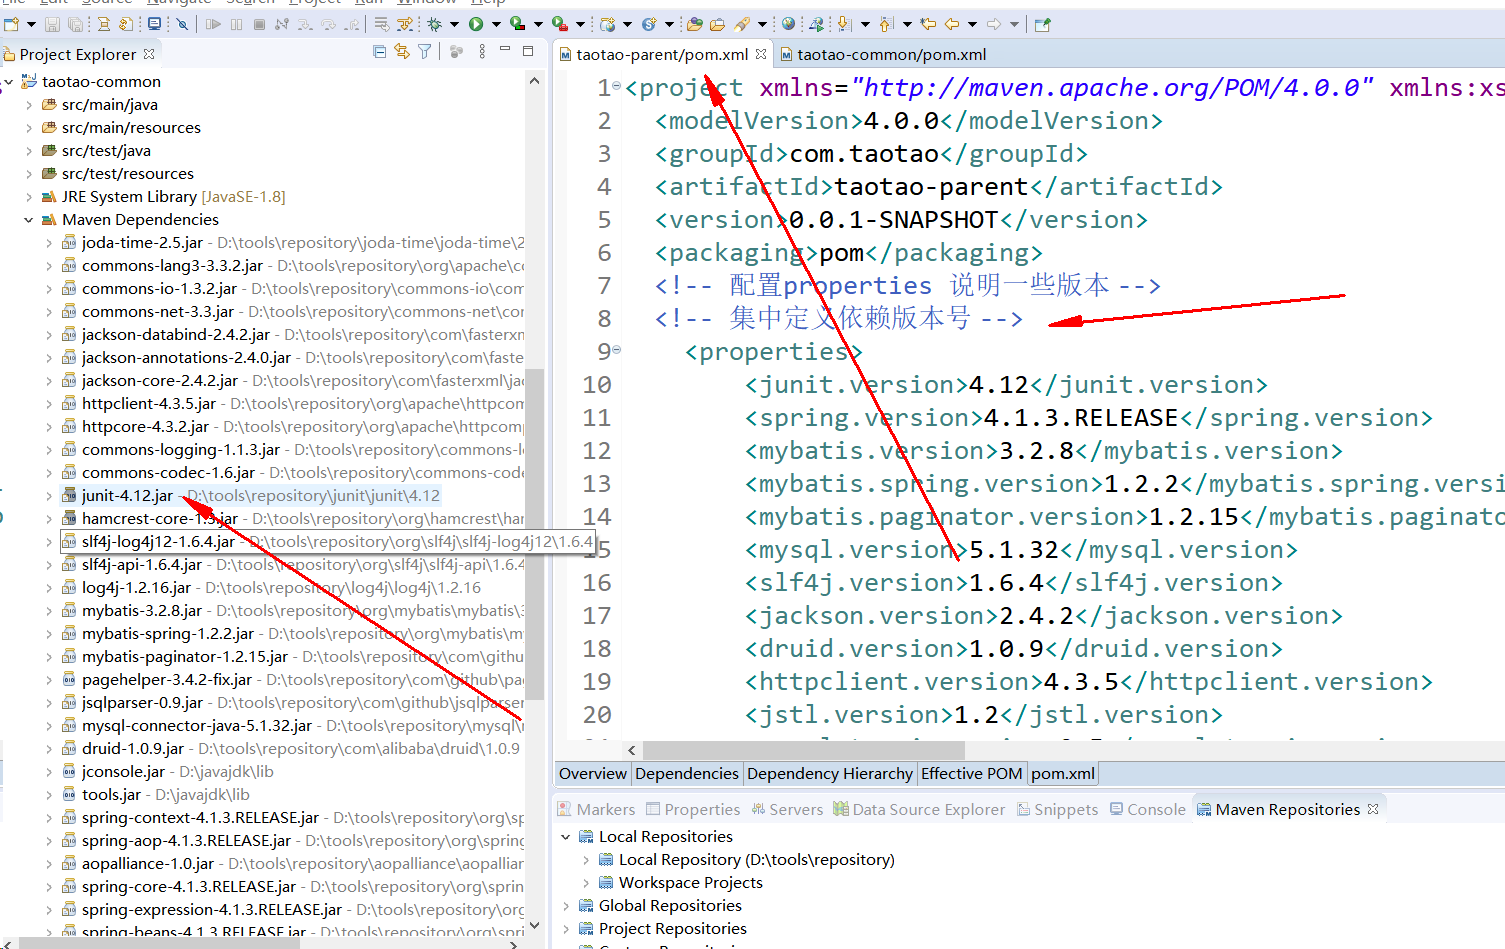 File Edit Source Navigate Search Project Run Window Help
Project Explorer
taotao-common
src/main/java
src/main/resources
src/test/java
src/test/resources
JRE System Library [JavaSE-1.8]
Maven Dependencies
joda-time-2.5.jar - D:\tools\repository\joda-time\joda-time\2
commons-lang3-3.3.2.jar - D:\tools\repository\org\apache\co
commons-io-1.3.2.jar - D:\tools\repository\commons-io\com
commons-net-3.3.jar - D:\tools\repository\commons-net\con
jackson-databind-2.4.2.jar - D:\tools\repository\com\fasterxn
jackson-annotations-2.4.0.jar - D:\tools\repository\com\faste
jackson-core-2.4.2.jar - D:\tools\repository\com\fasterxml\jac
httpclient-4.3.5.jar - D:\tools\repository\org\apache\httpcom
httpcore-4.3.2.jar - D:\tools\repository\org\apache\httpcomp
commons-logging-1.1.3.jar - D:\tools\repository\commons-l
commons-codec-1.6.jar - D:\tools\repository\commons-code
junit-4.12.jar - D:\tools\repository\junit\junit\4.12
hamcrest-core-1.3.jar - D:\tools\repository\org\hamcrest\han
slf4j-log4j12-1.6.4.jar - D:\tools\repository\org\slf4j\slf4j-log4j12\1.6.4
slf4j-api-1.6.4.jar - D:\tools\repository\org\slf4j\slf4j-api\1.6.4
log4j-1.2.16.jar - D:\tools\repository\log4j\log4j\1.2.16
mybatis-3.2.8.jar - D:\tools\repository\org\mybatis\mybatis\3
mybatis-spring-1.2.2.jar - D:\tools\repository\org\mybatis\m
mybatis-paginator-1.2.15.jar - D:\tools\repository\com\githu
pagehelper-3.4.2-fix.jar - D:\tools\repository\com\github\pa
jsqlparser-0.9.jar - D:\tools\repository\com\github\jsqlparser
mysql-connector-java-5.1.32.jar - D:\tools\repository\mysql\
druid-1.0.9.jar - D:\tools\repository\com\alibaba\druid\1.0.9
jconsole.jar - D:\javajdk\lib
tools.jar - D:\javajdk\lib
spring-context-4.1.3.RELEASE.jar - D:\tools\repository\org\sp
spring-aop-4.1.3.RELEASE.jar - D:\tools\repository\org\spring
aopalliance-1.0.jar - D:\tools\repository\aopalliance\aopallian
spring-core-4.1.3.RELEASE.jar - D:\tools\repository\org\sprin
spring-expression-4.1.3.RELEASE.jar - D:\tools\repository\org
spring-beans-4.1.3.RELEASE.jar - D:\tools\repository\org\spri
taotao-parent/pom.xml taotao-common/pom.xml
1 <project xmlns="http://maven.apache.org/POM/4.0.0" xmlns:xs
2 <modelVersion>4.0.0</modelVersion>
3 <groupId>com.taotao</groupId>
4 <artifactId>taotao-parent</artifactId>
5 <version>0.0.1-SNAPSHOT</version>
6 <packaging>pom</packaging>
7 <!-- 配置properties 说明一些版本 -->
8 <!-- 集中定义依赖版本号 -->
9 <properties>
10 <junit.version>4.12</junit.version>
11 <spring.version>4.1.3.RELEASE</spring.version>
12 <mybatis.version>3.2.8</mybatis.version>
13 <mybatis.spring.version>1.2.2</mybatis.spring.versi
14 <mybatis.paginator.version>1.2.15</mybatis.paginato
15 <mysql.version>5.1.32</mysql.version>
16 <slf4j.version>1.6.4</slf4j.version>
17 <jackson.version>2.4.2</jackson.version>
18 <druid.version>1.0.9</druid.version>
19 <httpclient.version>4.3.5</httpclient.version>
20 <jstl.version>1.2</jstl.version>
Overview Dependencies Dependency Hierarchy Effective POM pom.xml
Markers Properties Servers Data Source Explorer Snippets Console Maven Repositories
Local Repositories
Local Repository (D:\tools\repository)
Workspace Projects
Global Repositories
Project Repositories